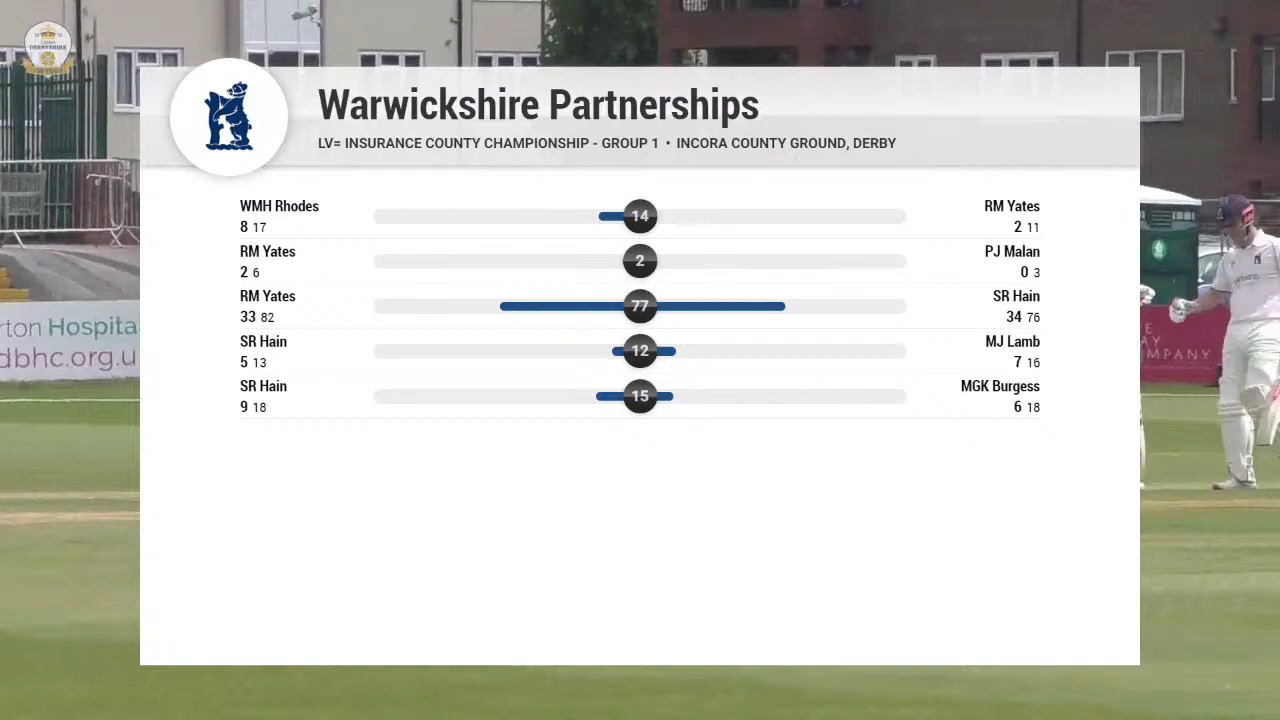 DERBYSHIRE
Warwickshire Partnerships
LV= INSURANCE COUNTY CHAMPIONSHIP - GROUP 1 • INCORA COUNTY GROUND, DERBY
WMH Rhodes
8 17
14
RM Yates
2 11
RM Yates
2 6
2
PJ Malan
0 3
RM Yates
33 82
77
SR Hain
34 76
SR Hain
5 13
12
MJ Lamb
7 16
SR Hain
9 18
15
MGK Burgess
6 18
rton Hospita
dbhc.org.u
E
AY
MPANY